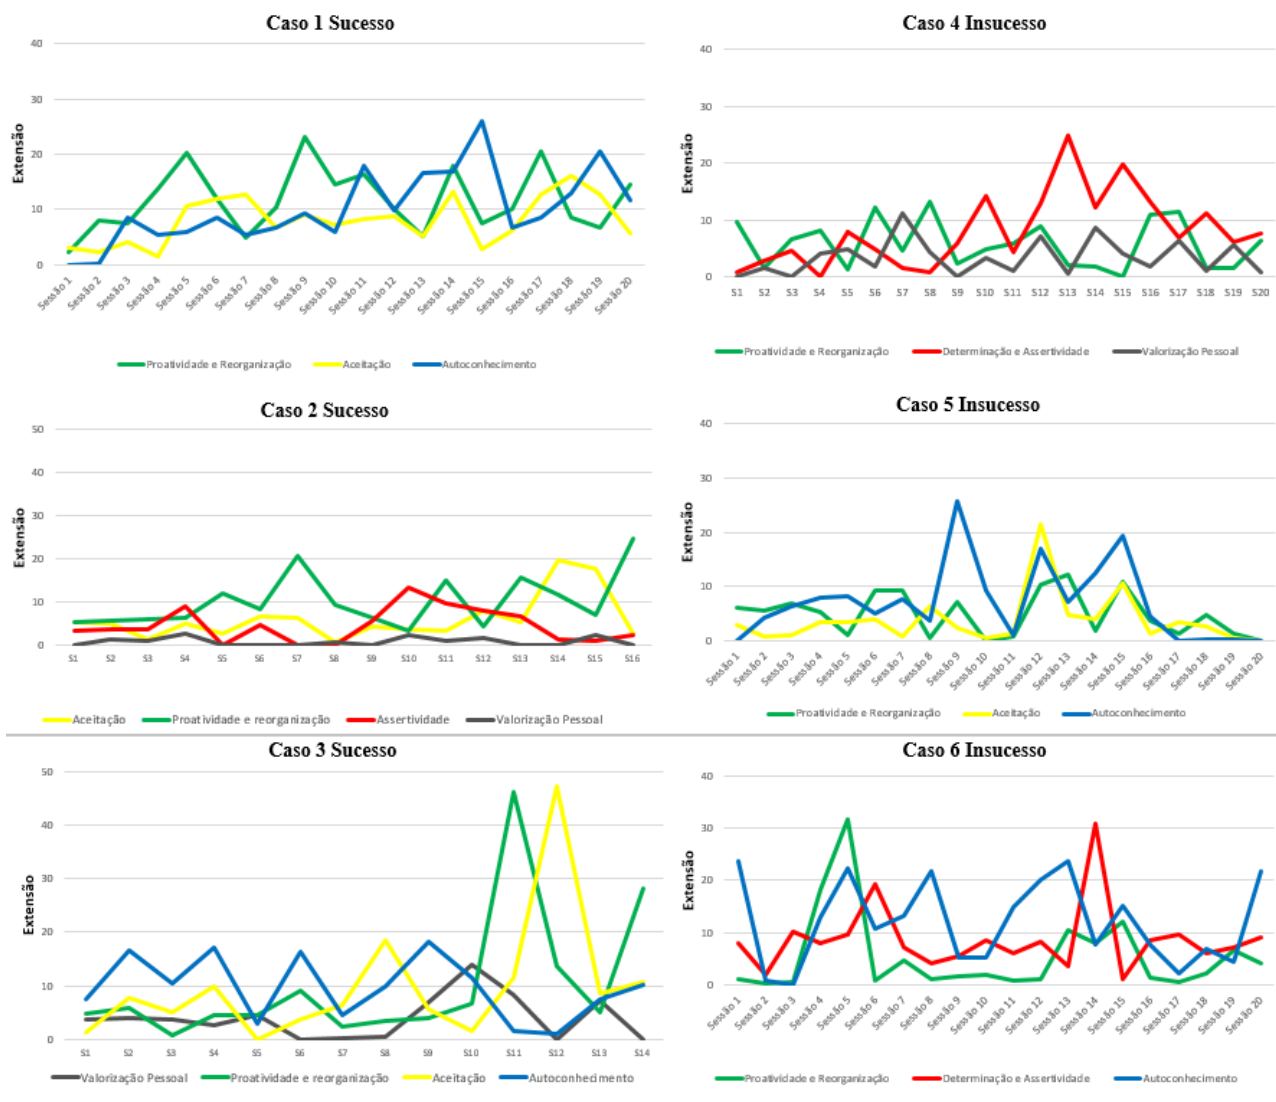 Caso 1 Sucesso
40
30
20
10
0
Extensão
Sessão 1 Sessão 2 Sessão 3 Sessão 4 Sessão 5 Sessão 6 Sessão 7 Sessão 8 Sessão 9 Sessão 10 Sessão 11 Sessão 12 Sessão 13 Sessão 14 Sessão 15 Sessão 16 Sessão 17 Sessão 18 Sessão 19 Sessão 20
Proatividade e Reorganização Aceitação Autoconhecimento
Caso 4 Insucesso
40
30
20
10
0
Extensão
S1 S2 S3 S4 S5 S6 S7 S8 S9 S10 S11 S12 S13 S14 S15 S16 S17 S18 S19 S20
Proatividade e Reorganização Determinação e Assertividade Valorização Pessoal
Caso 2 Sucesso
50
40
30
20
10
0
Extensão
S1 S2 S3 S4 S5 S6 S7 S8 S9 S10 S11 S12 S13 S14 S15 S16
Aceitação Proatividade e reorganização Assertividade Valorização Pessoal
Caso 5 Insucesso
40
30
20
10
0
Extensão
Sessão 1 Sessão 2 Sessão 3 Sessão 4 Sessão 5 Sessão 6 Sessão 7 Sessão 8 Sessão 9 Sessão 10 Sessão 11 Sessão 12 Sessão 13 Sessão 14 Sessão 15 Sessão 16 Sessão 17 Sessão 18 Sessão 19 Sessão 20
Proatividade e Reorganização Aceitação Autoconhecimento
Caso 3 Sucesso
50
40
30
20
10
0
Extensão
S1 S2 S3 S4 S5 S6 S7 S8 S9 S10 S11 S12 S13 S14
Valorização Pessoal Proatividade e reorganização Aceitação Autoconhecimento
Caso 6 Insucesso
40
30
20
10
0
Extensão
Sessão 1 Sessão 2 Sessão 3 Sessão 4 Sessão 5 Sessão 6 Sessão 7 Sessão 8 Sessão 9 Sessão 10 Sessão 11 Sessão 12 Sessão 13 Sessão 14 Sessão 15 Sessão 16 Sessão 17 Sessão 18 Sessão 19 Sessão 20
Proatividade e Reorganização Determinação e Assertividade Autoconhecimento